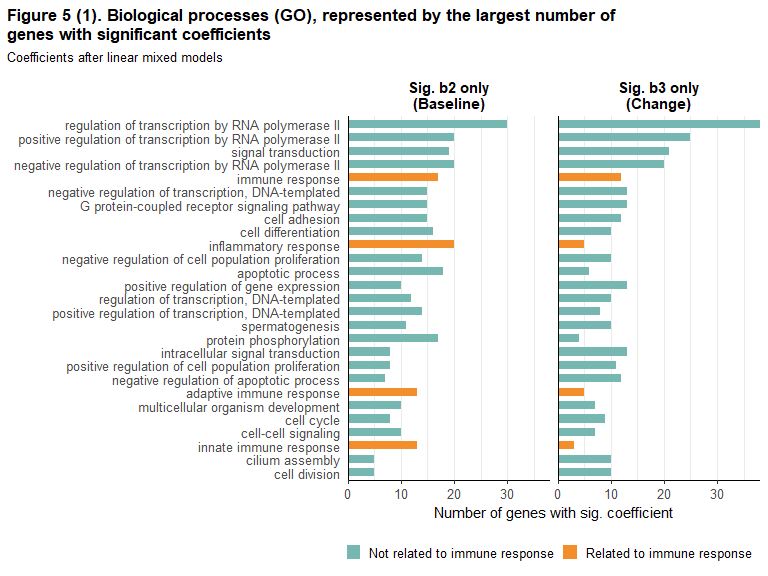 Figure 5 (1). Biological processes (GO), represented by the largest number of
genes with significant coefficients
Coefficients after linear mixed models
Sig. b2 only
(Baseline)
Sig. b3 only
(Change)
regulation of transcription by RNA polymerase II
positive regulation of transcription by RNA polymerase II
signal transduction
negative regulation of transcription by RNA polymerase II
immune response
negative regulation of transcription, DNA-templated
G protein-coupled receptor signaling pathway
cell adhesion
cell differentiation
inflammatory response
negative regulation of cell population proliferation
apoptotic process
positive regulation of gene expression
regulation of transcription, DNA-templated
positive regulation of transcription, DNA-templated
spermatogenesis
protein phosphorylation
intracellular signal transduction
positive regulation of cell population proliferation
negative regulation of apoptotic process
adaptive immune response
multicellular organism development
cell cycle
cell-cell signaling
innate immune response
cilium assembly
cell division
0 10 20 30
0 10 20 30
Number of genes with sig. coefficient
Not related to immune response
Related to immune response